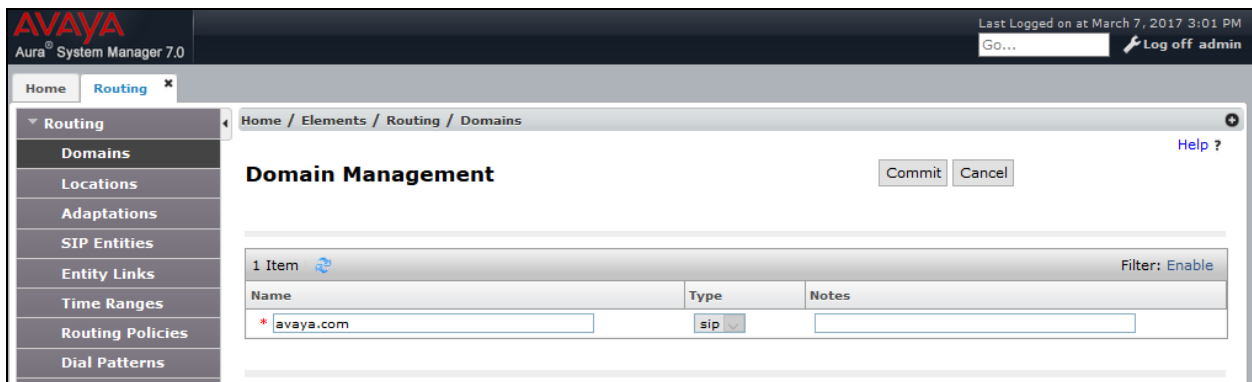 AVAYA
Last Logged on at March 7, 2017 3:01 PM
Aura® System Manager 7.0
Go...
Log off admin
Home
Routing ×
Routing
Home / Elements / Routing / Domains
Help ?
Domains
Domain Management
Commit
Cancel
Locations
Adaptations
SIP Entities
Entity Links
Time Ranges
Routing Policies
Dial Patterns
1 Item
Filter: Enable
Name
Type
Notes
* avaya.com
sip